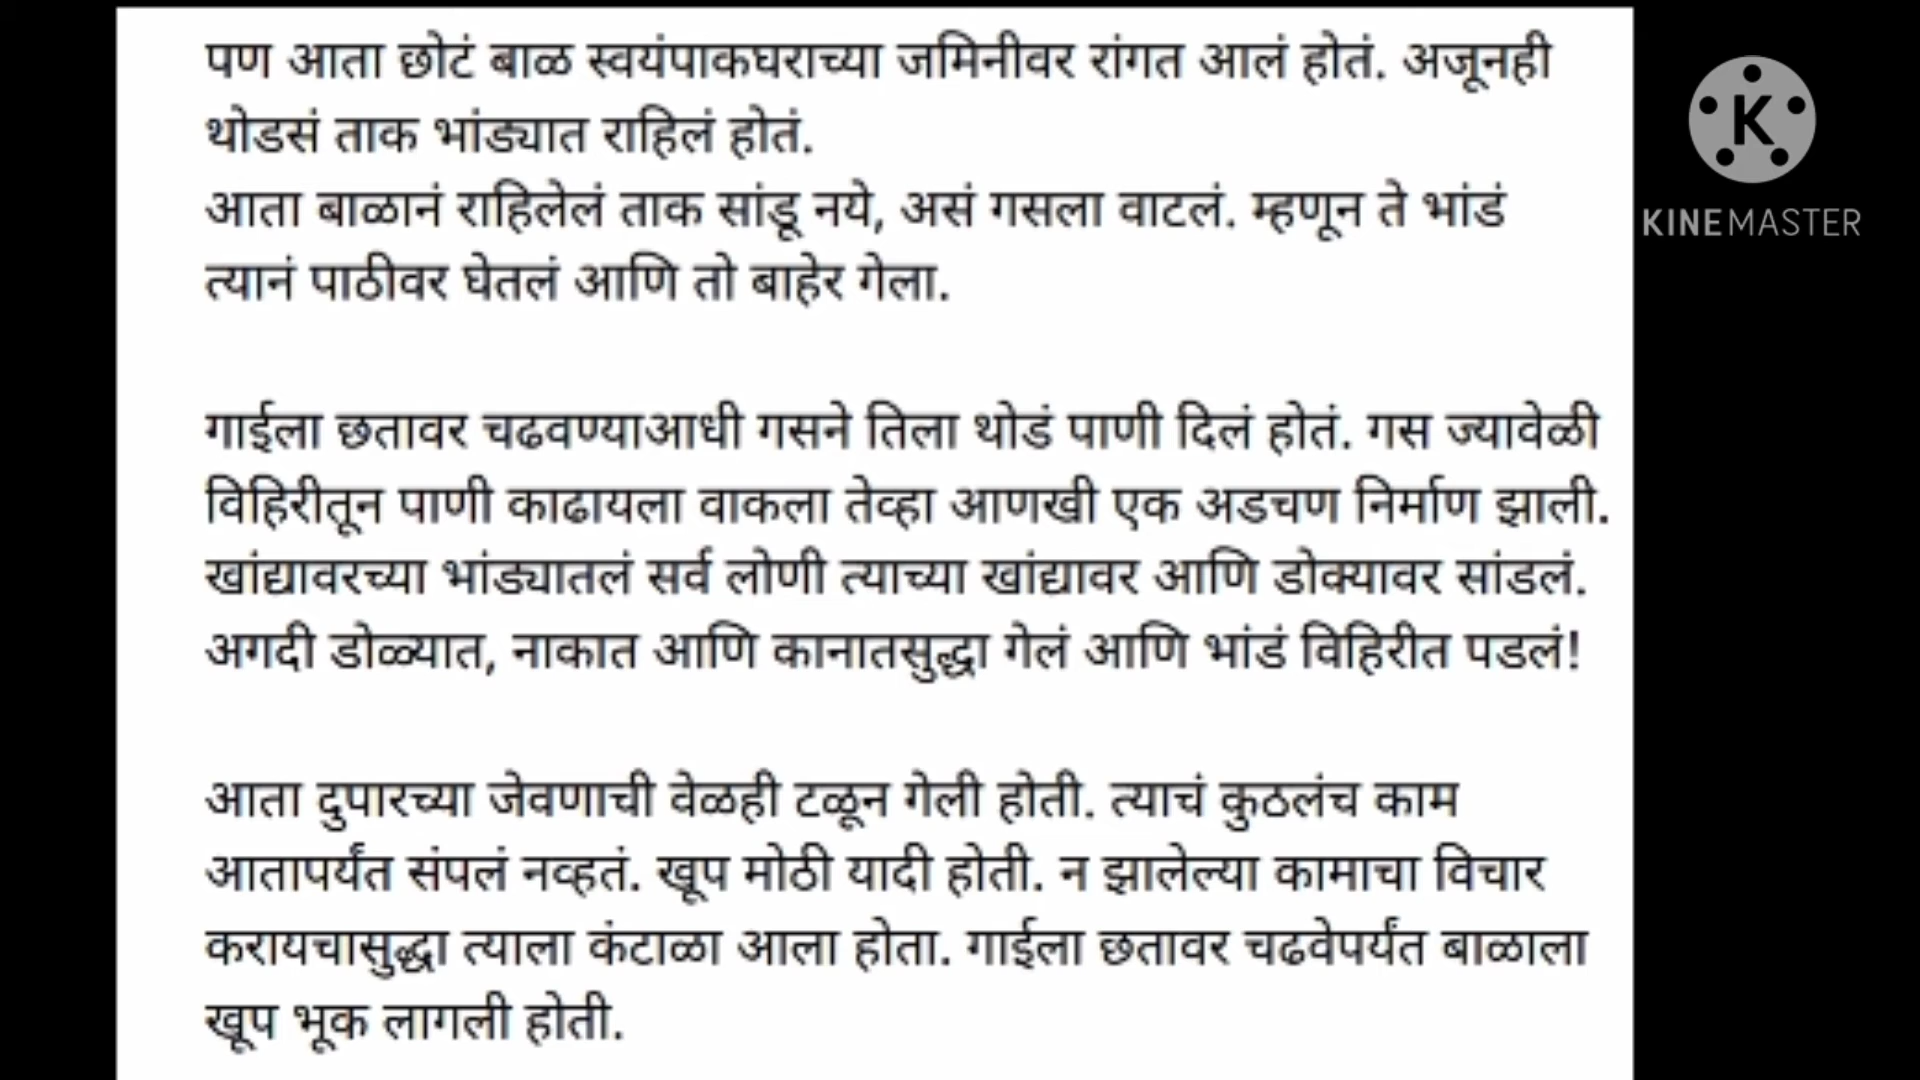 पण आता छोटं बाळ स्वयंपाकघराच्या जमिनीवर रांगत आलं होतं. अजूनही
थोडसं ताक भांड्यात राहिलं होतं.
आता बाळानं राहिलेलं ताक सांडू नये, असं गसला वाटलं. म्हणून ते भांडं
त्यानं पाठीवर घेतलं आणि तो बाहेर गेला.
गाईला छतावर चढवण्याआधी गसने तिला थोडं पाणी दिलं होतं. गस ज्यावेळी
विहिरीतून पाणी काढायला वाकला तेव्हा आणखी एक अडचण निर्माण झाली.
खांद्यावरच्या भांड्यातलं सर्व लोणी त्याच्या खांद्यावर आणि डोक्यावर सांडलं.
अगदी डोळ्यात, नाकात आणि कानातसुद्धा गेलं आणि भांडं विहिरीत पडलं!
आता दुपारच्या जेवणाची वेळही टळून गेली होती. त्याचं कुठलंच काम
आतापर्यंत संपलं नव्हतं. खूप मोठी यादी होती. न झालेल्या कामाचा विचार
करायचासुद्धा त्याला कंटाळा आला होता. गाईला छतावर चढवेपर्यंत बाळाला
खूप भूक लागली होती.
K
KINEMASTER